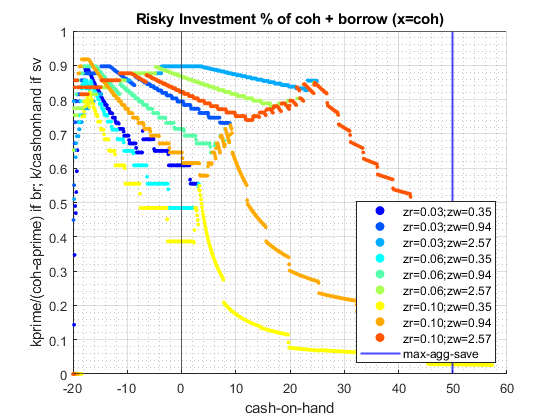 Risky Investment % of coh + borrow (x=coh)
kprime/(coh-aprime) if br; k/cashonhand if sv
1
0.9
0.8
0.7
0.6
0.5
0.4
0.3
0.2
0.1
0
-20
-10
0
10
20
30
40
50
60
cash-on-hand
zr=0.03;zw=0.35
zr=0.03;zw=0.94
zr=0.03;zw=2.57
zr=0.06;zw=0.35
zr=0.06;zw=0.94
zr=0.06;zw=2.57
zr=0.10;zw=0.35
zr=0.10;zw=0.94
zr=0.10;zw=2.57
max-agg-save